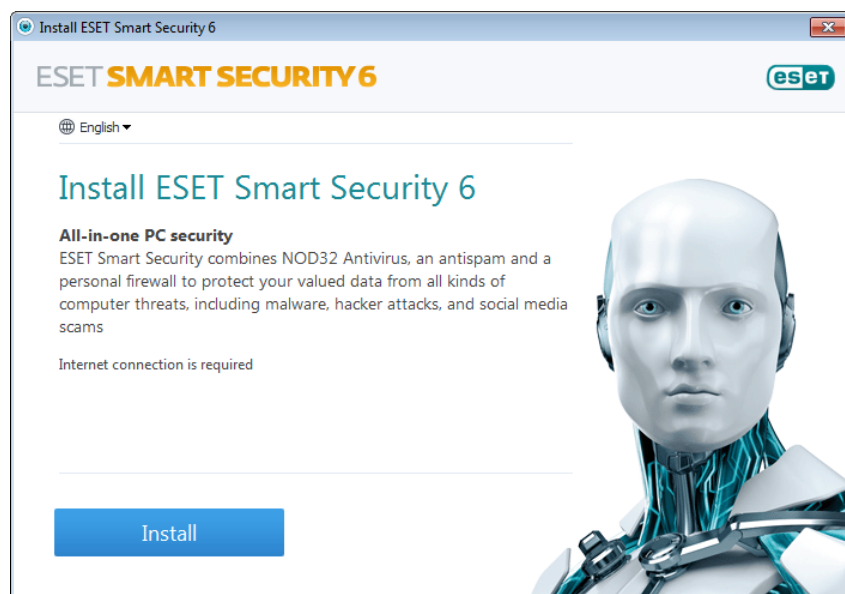 Install ESET Smart Security 6
ESET SMART SECURITY 6
eseT
English
Install ESET Smart Security 6
All-in-one PC security
ESET Smart Security combines NOD32 Antivirus, an antispam and a
personal firewall to protect your valued data from all kinds of
computer threats, including malware, hacker attacks, and social media
scams
Internet connection is required
Install